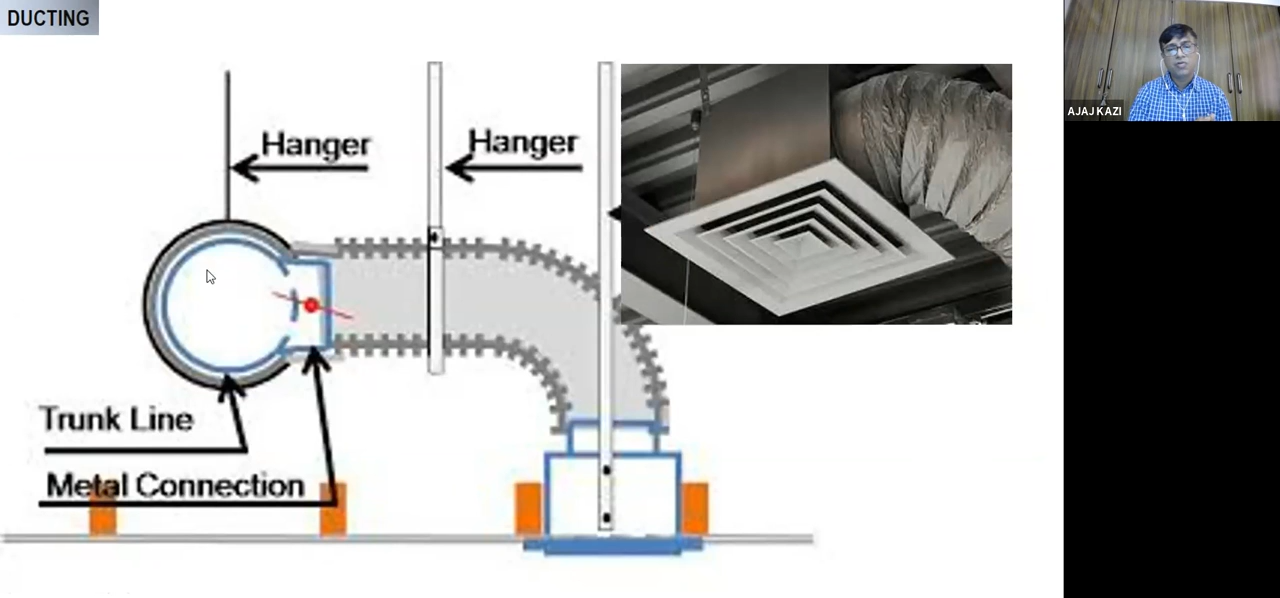 DUCTING
Hanger
Hanger
Trunk Line
Metal Connection
AJAJ KAZI